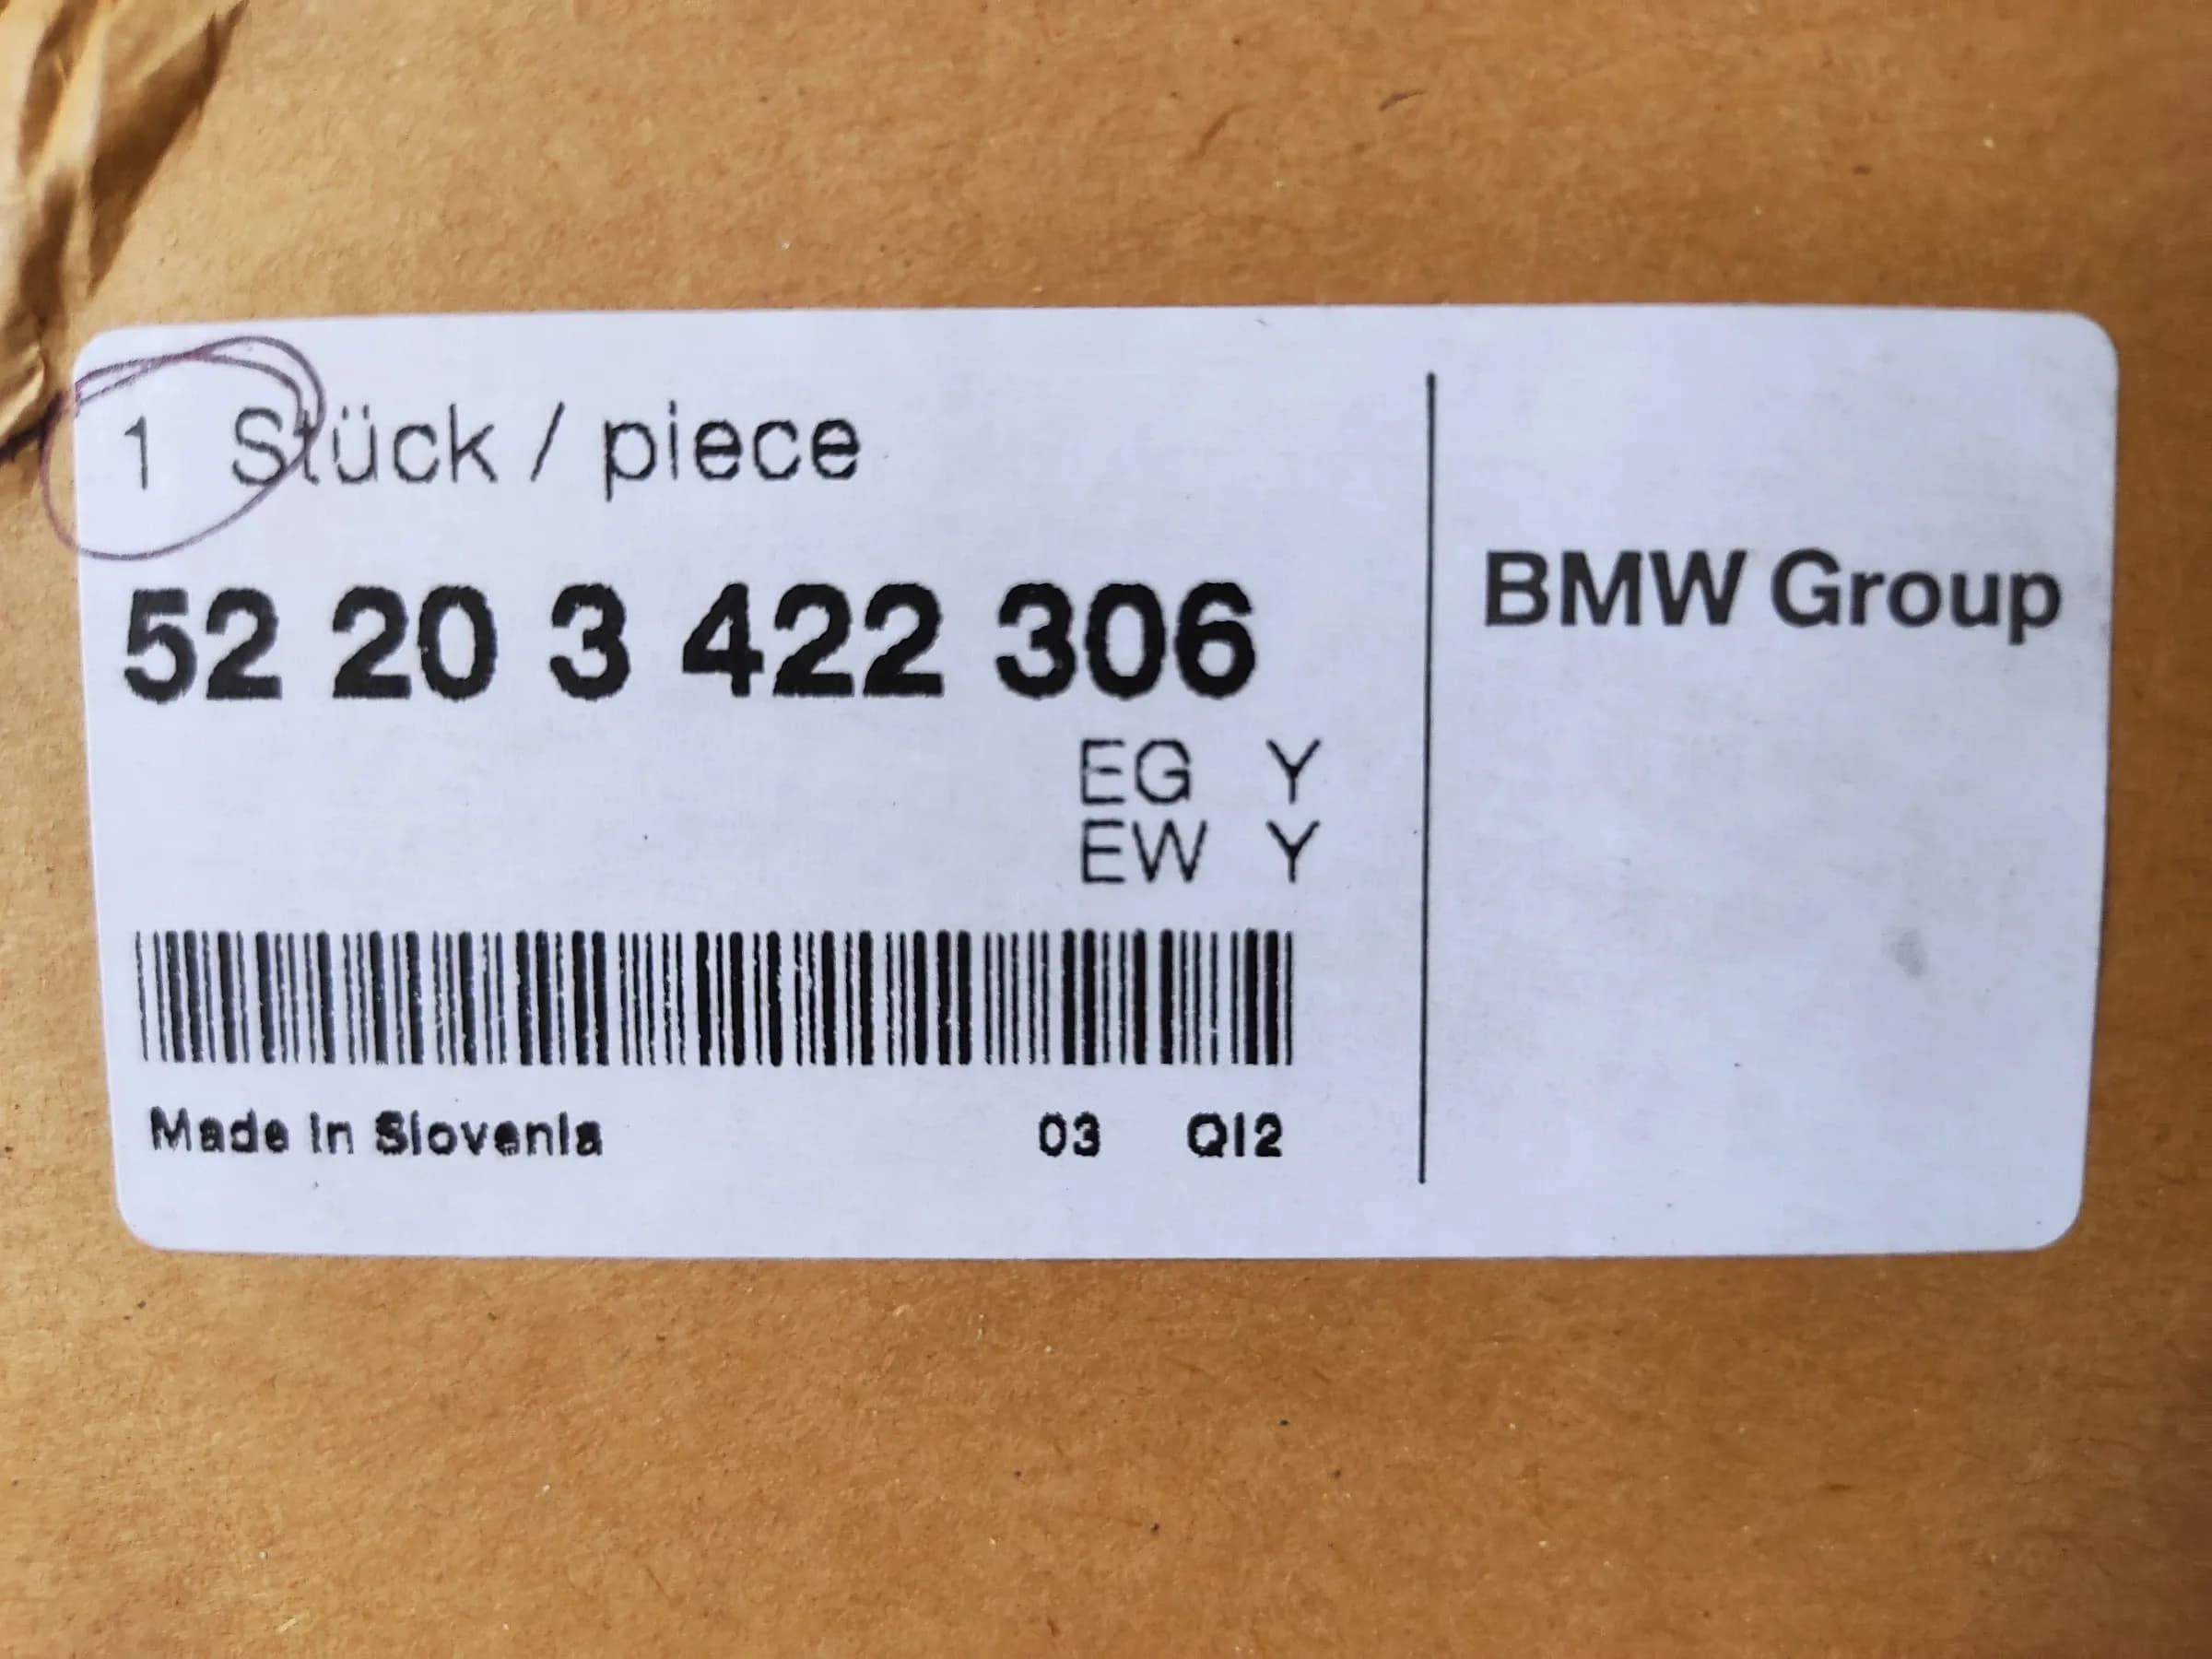 1 Stück / piece
52 20 3 422 306
EG Y
EW Y
Made in Slovenia 03 QI2
BMW Group